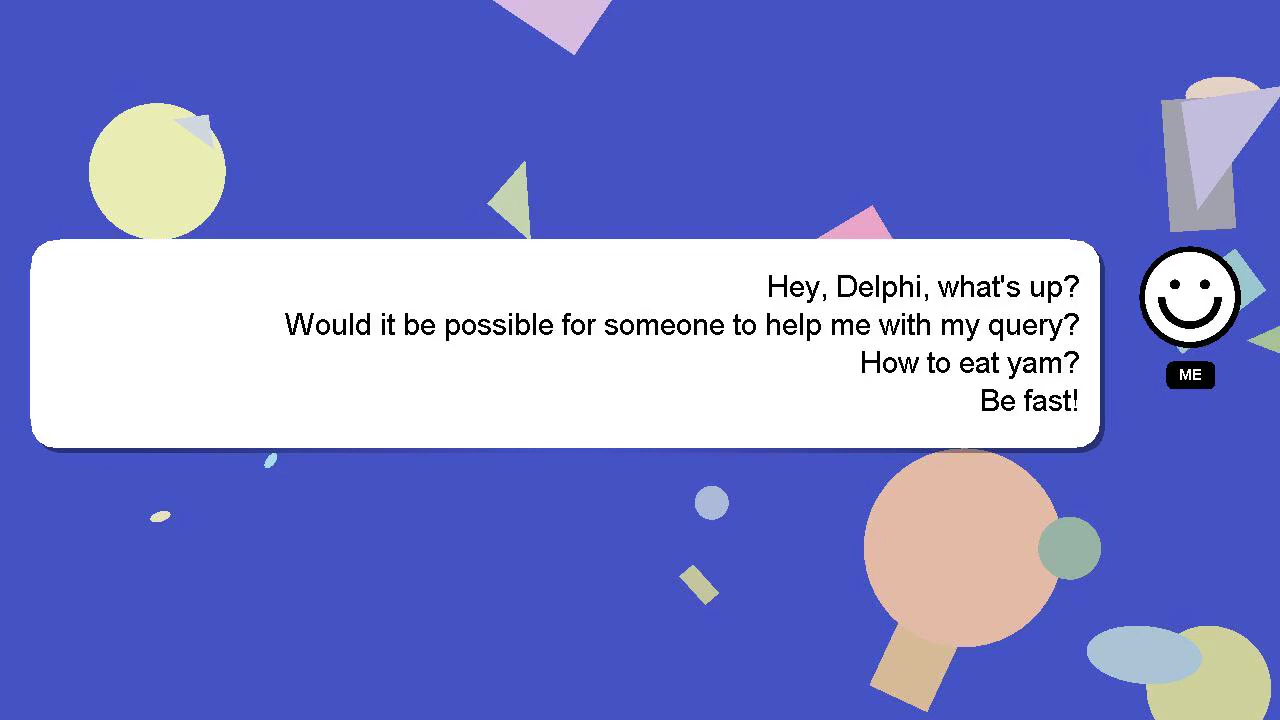 Hey, Delphi, what's up?
Would it be possible for someone to help me with my query?
How to eat yam?
Be fast!
ME